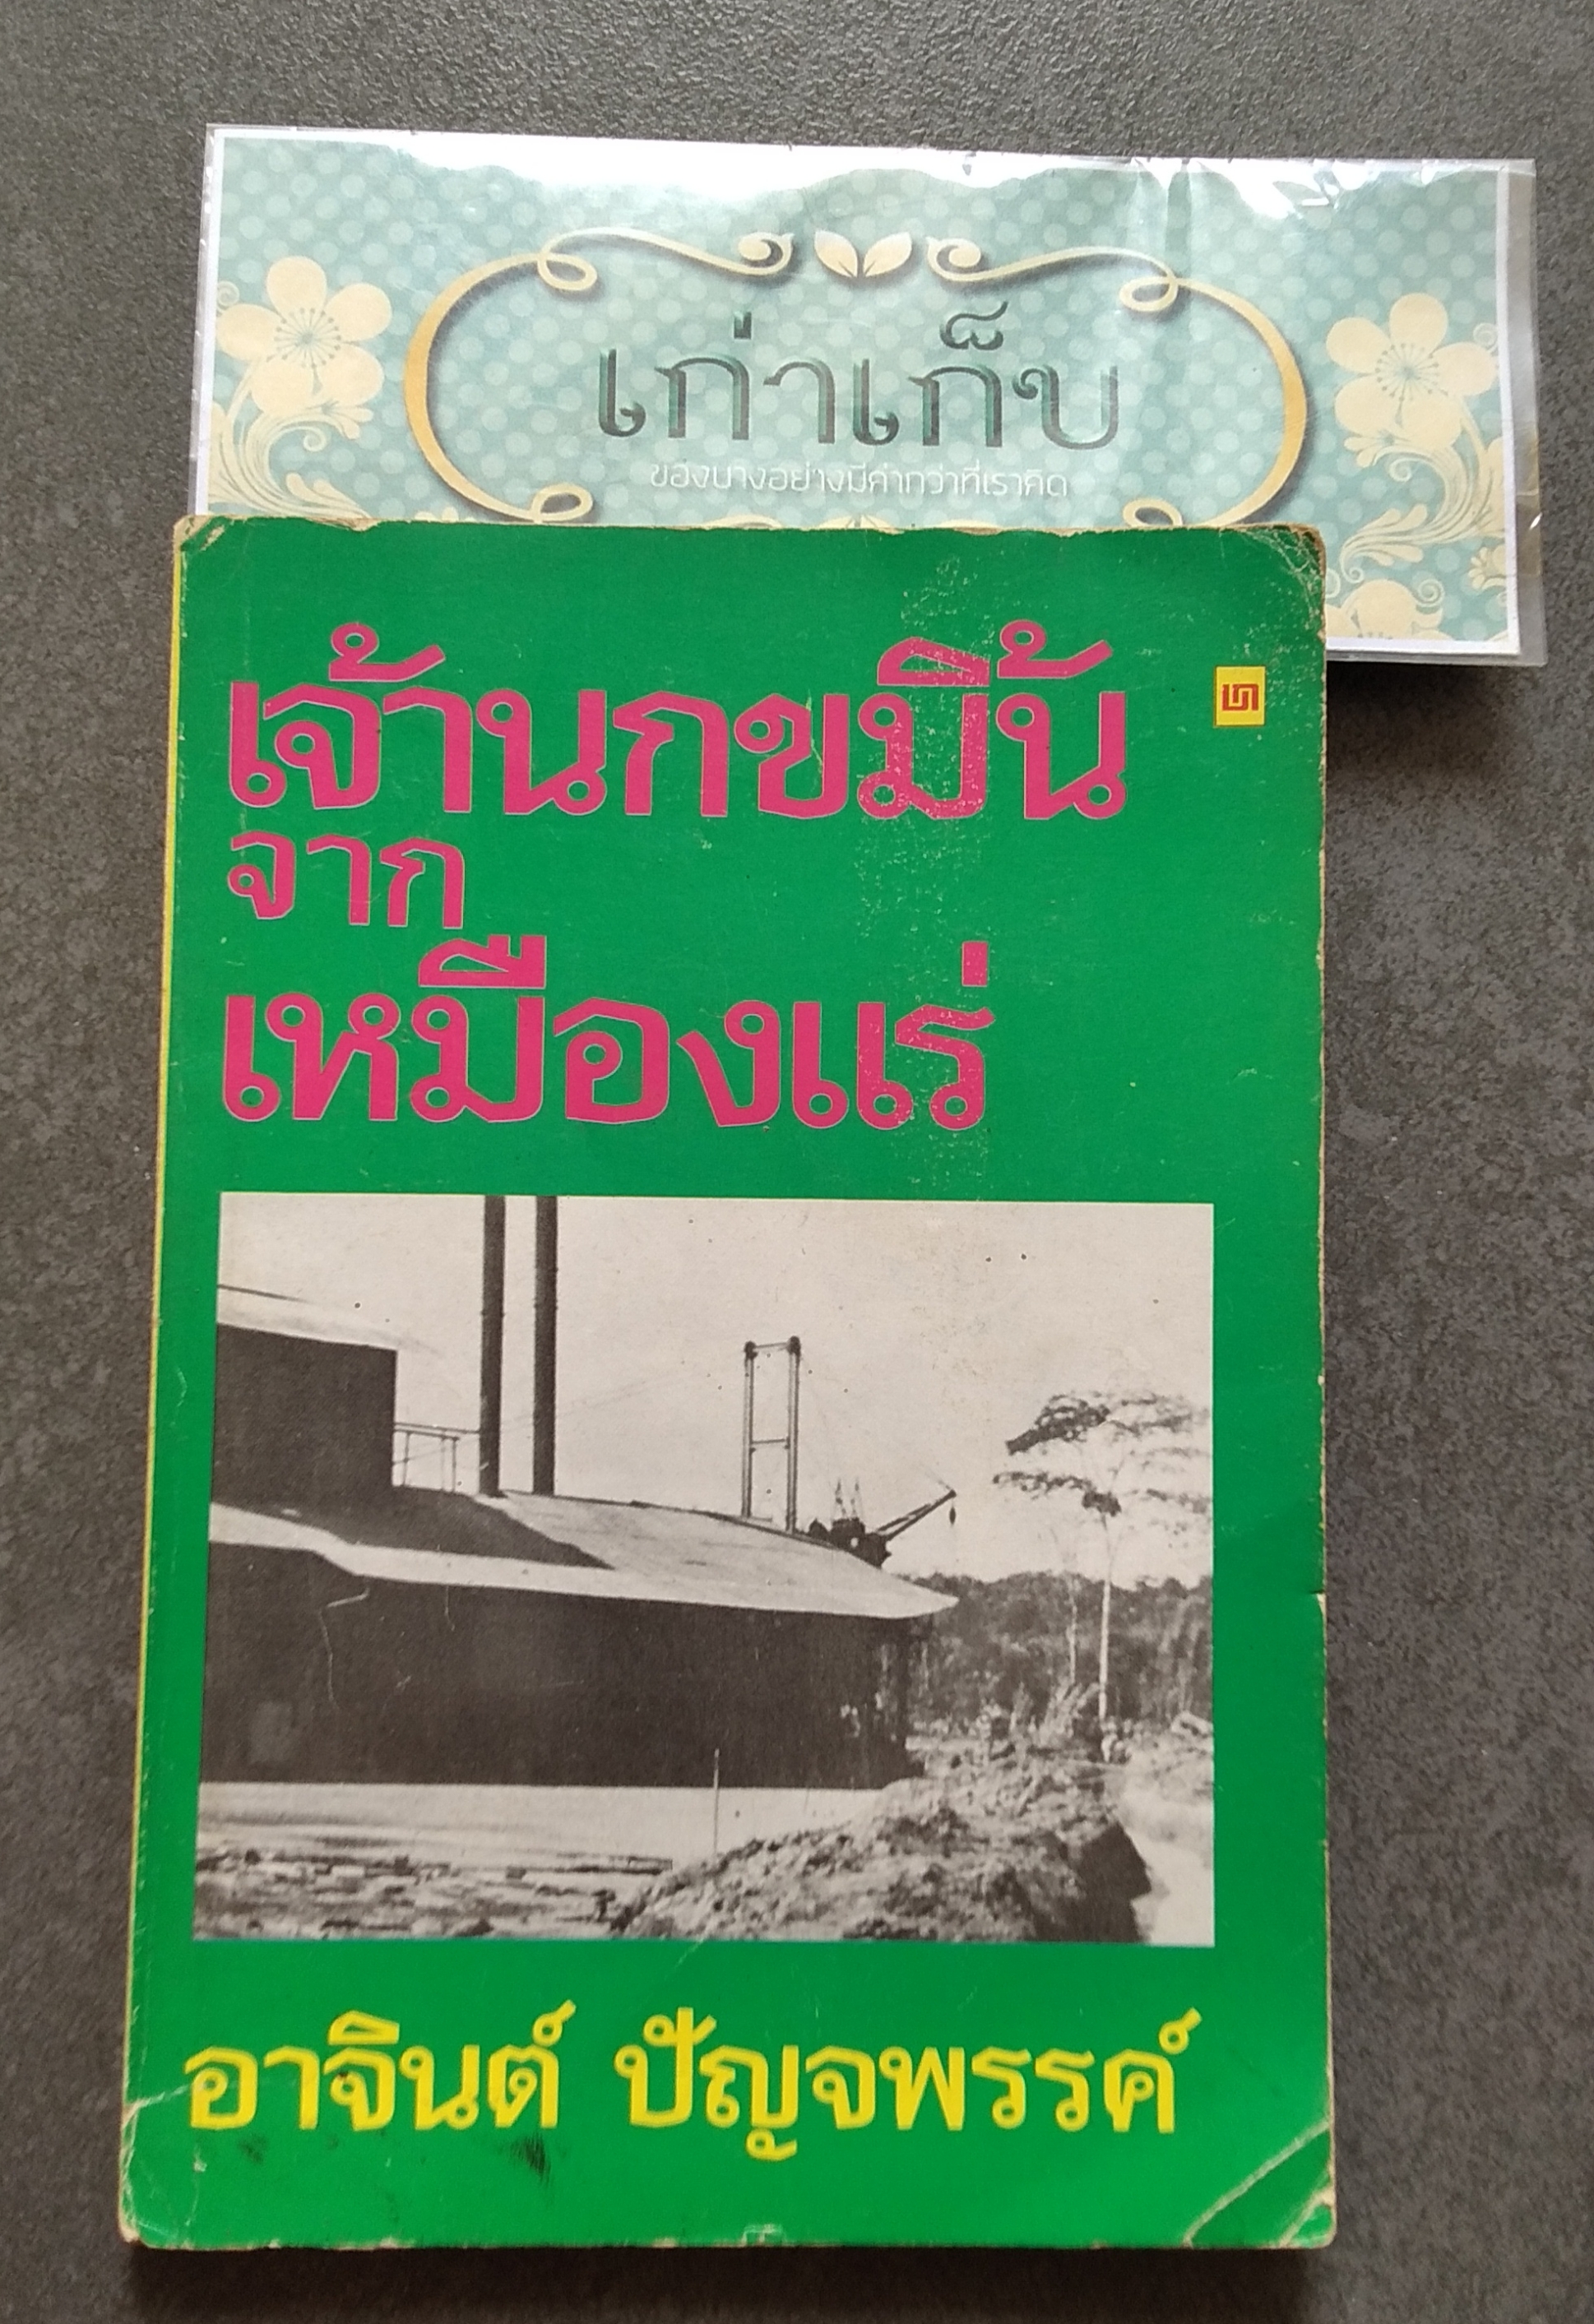 เก่าเก็บ
ของบางอย่างมีค่ากว่าที่เราคิด
เจ้านกขมิ้น
จาก
เหมืองแร่
อาจินต์ ปัญจพรรค์